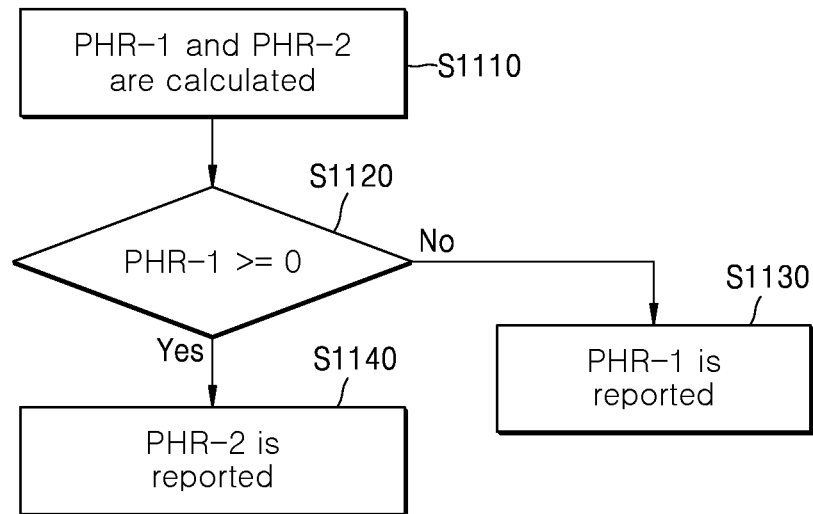 PHR-1 and PHR-2
are calculated
S1110
S1120
PHR-1 >= 0
No
Yes
S1130
PHR-1 is
reported
S1140
PHR-2 is
reported